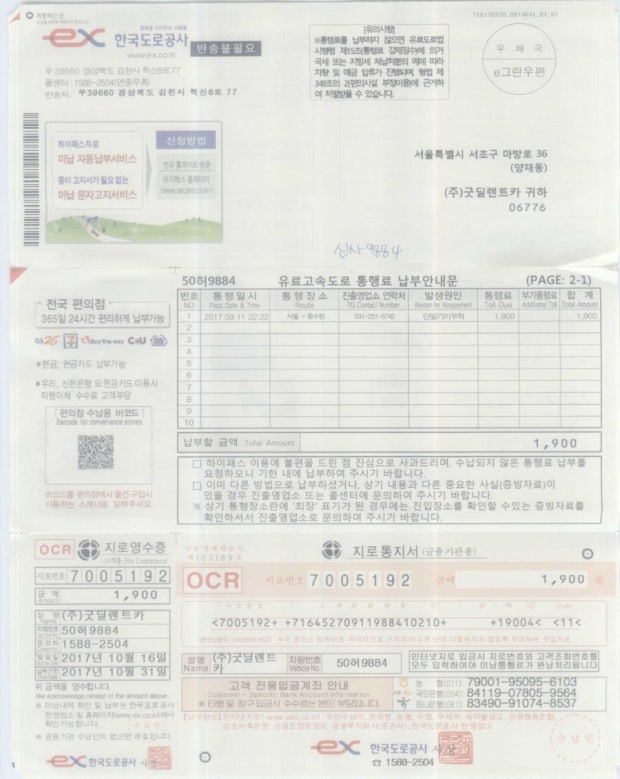 행복을 이어주는 사람들
ex 한국도로공사
www.ex.co.kr
반송불필요
우 39660 경상북도 김천시 혁신8로 77
콜센터 : 1588-2504(연중무휴)
반송처 : 우39660 경상북도 김천시 혁신8로 77
(유의사항)
※통행료를 납부하지 않으면 유료도로법
시행령 제15조(통행료 강제징수)에 의거
국세 또는 지방세 체납처분의 예에 따라
차량 및 예금 압류가 진행되며, 형법 제
348조의 2(편의시설 부정이용)에 근거하
여 처벌받을 수 있습니다.
우 체 국
e그린우편
하이패스차로
미납 자동납부서비스
종이 고지서가 필요 없는
미납 문자고지서비스
신청방법
전국 톨게이트 방문
하이패스 홈페이지
(www.excard.co.kr)
서울특별시 서초구 마방로 36
(양재동)
(주)굿딜렌트카 귀하
06776
신사 9884
50허9884 유료고속도로 통행료 납부안내문 (PAGE: 2-1)
번호 통행일시 통행장소 진출영업소 연락처 발생원인 통행료 부가통행료 합 계
NO Pass Date & Time Route TG Contact Number Reason for Nonpayment Toll Due Additional Toll Total Amount
1 2017.09.11 22:22 서울 → 동수원 031-251-5742 단말기미부착 1,900 1,900
2
3
4
5
6
7
8
9
10
납부할 금액 Total Amount 1,900
전국 편의점
365일 24시간 편리하게 납부가능
GS25 7 Buy the way CU
*현금, 현금카드 납부가능
*우리, 신한은행 외 현금카드 이용시
타행이체 수수료 고객부담
[편의점 수납용 바코드]
Barcode for convenience stores
바코드를 편의점에서 물건 구입시
사용하는 스캐너로 읽혀주세요.
□ 하이패스 이용에 불편을 드린 점 진심으로 사과드리며, 수납되지 않은 통행료 납부를
요청하오니 기한 내에 납부하여 주시기 바랍니다.
□ 이미 다른 방법으로 납부하셨거나, 상기 내용과 다른 중요한 사실(증빙자료)이
있을 경우 진출영업소 또는 콜센터에 문의하여 주시기 바랍니다.
※ 상기 통행장소란에 '최장' 표기가 된 경우에는 진입장소를 확인할 수있는 증빙자료를
확인하셔서 진출영업소로 문의하여 주시기 바랍니다.
OCR 지로영수증
(고객용, For Customers)
지로번호 7005192
금 액 1,900
Amount
성 명 (주)굿딜렌트카
차량번호 50허9884
문의처 1588-2504
발송일 2017년 10월 16일
납부기한 2017년 10월 31일
위 금액을 영수합니다.
We acknowledge receipt of the amount above.
※ 미납내역 확인 및 납부는 한국도로공사
전영업소 및 홈페이지(www.ex.co.kr)에서
확인가능합니다.
수 납 인
※ 금융기관 수납인이 없으면 무효입니다.
ex 한국도로공사 사장
지로통지서 (금융기관용)
OCR 지로번호 7005192 금액 1,900 원
<7005192+ +71645270911988410210+ +19004< <11<
성명 (주)굿딜렌트카
Name
차량번호 50허9884
Vehicle No.
인터넷지로 입금시 지로번호와 고객조회번호를
모두 입력하여야 미납통행료가 완납처리됩니다
고객 전용입금계좌 안내
Customer - Specific Bank Account information
※ 타행 및 창구 입금시 수수료는 본인 부담입니다.
농 협(011): 79001-95095-6103
국민은행(004): 84119-07805-9564
하나은행(081): 83490-91074-8537
수 납 인
ex 한국도로공사 사장
☎ 1588-2504